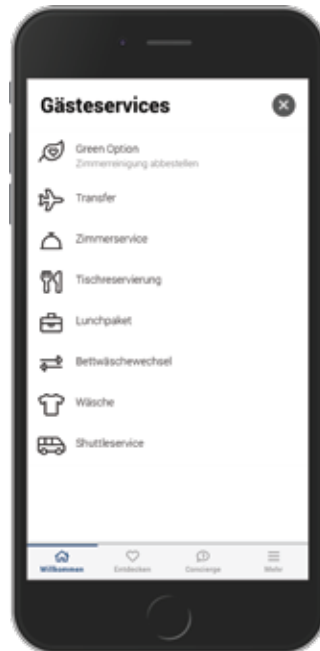 Gästeservices
Green Option
Zimmerreinigung abbestellen
Transfer
Zimmerservice
Tischreservierung
Lunchpaket
Bettwäschewechsel
Wäsche
Shuttleservice
Willkommen Entdecken Concierge Mehr